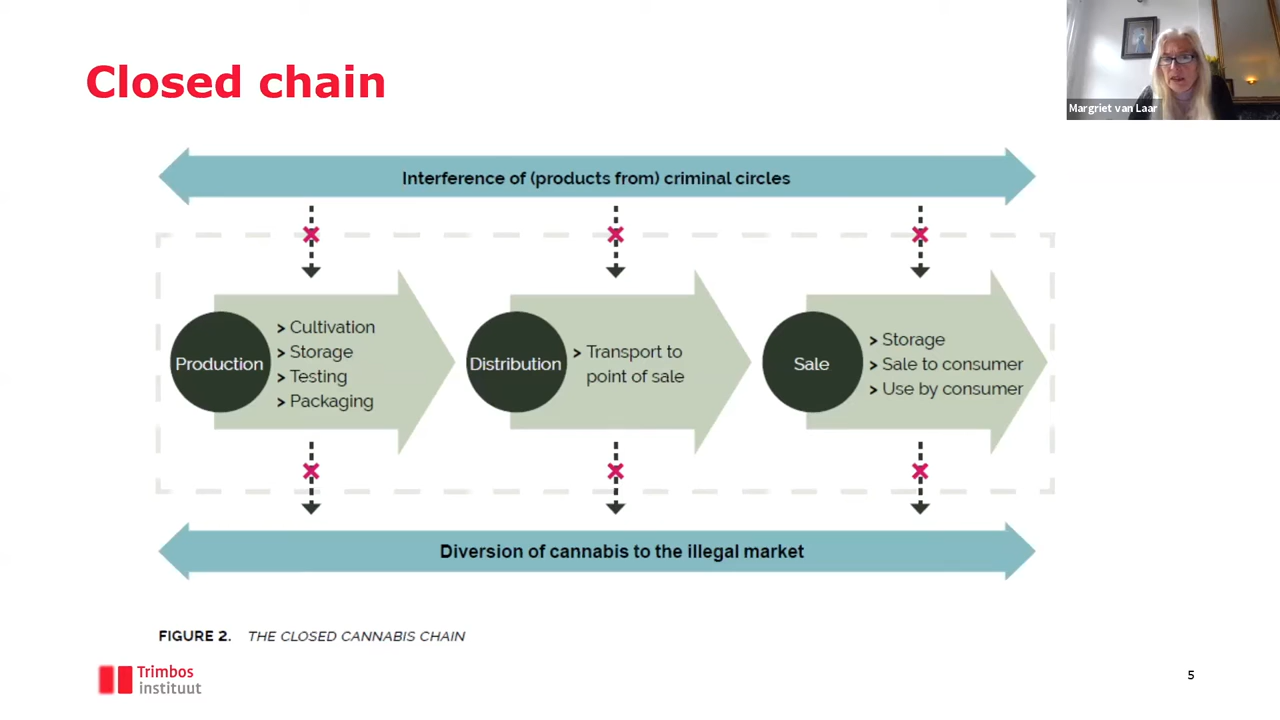 Closed chain
Margriet van Laar
Interference of (products from) criminal circles
Production
> Cultivation
> Storage
> Testing
> Packaging
Distribution
> Transport to
point of sale
Sale
> Storage
> Sale to consumer
> Use by consumer
Diversion of cannabis to the illegal market
FIGURE 2. THE CLOSED CANNABIS CHAIN
Trimbos
instituut
5